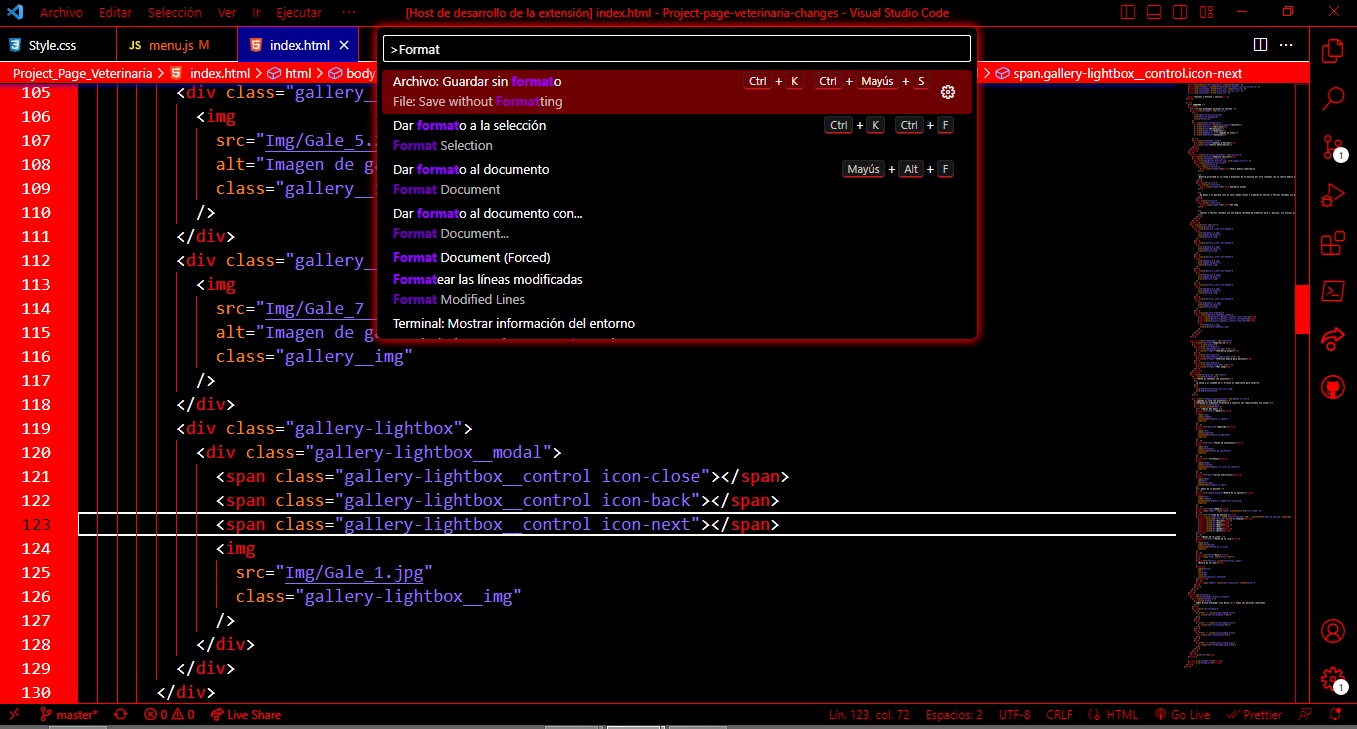 Archivo Editar Selección Ver Ir Ejecutar ··· [Host de desarrollo de la extensión] index.html - Project-page-veterinaria-changes - Visual Studio Code
Style.css JS menu.js M index.html
>Format
Project_Page_Veterinaria > index.html > html > body
> span.gallery-lightbox__control.icon-next
Archivo: Guardar sin formato Ctrl + K Ctrl + Mayús + S
File: Save without Formatting
Dar formato a la selección Ctrl + K Ctrl + F
Format Selection
Dar formato al documento Mayús + Alt + F
Format Document
Dar formato al documento con...
Format Document...
Format Document (Forced)
Formatear las líneas modificadas
Format Modified Lines
Terminal: Mostrar información del entorno
105 <div class="gallery_
106 <img
107 src="Img/Gale_5.
108 alt="Imagen de ga
109 class="gallery__
110 />
111 </div>
112 <div class="gallery_
113 <img
114 src="Img/Gale_7
115 alt="Imagen de ga
116 class="gallery__img"
117 />
118 </div>
119 <div class="gallery-lightbox">
120 <div class="gallery-lightbox__modal">
121 <span class="gallery-lightbox__control icon-close"></span>
122 <span class="gallery-lightbox__control icon-back"></span>
123 <span class="gallery-lightbox__control icon-next"></span>
124 <img
125 src="Img/Gale_1.jpg"
126 class="gallery-lightbox__img"
127 />
128 </div>
129 </div>
130 </div>
1
1
master* 0 0 Live Share Lín. 123, col. 72 Espacios: 2 UTF-8 CRLF HTML Go Live Prettier